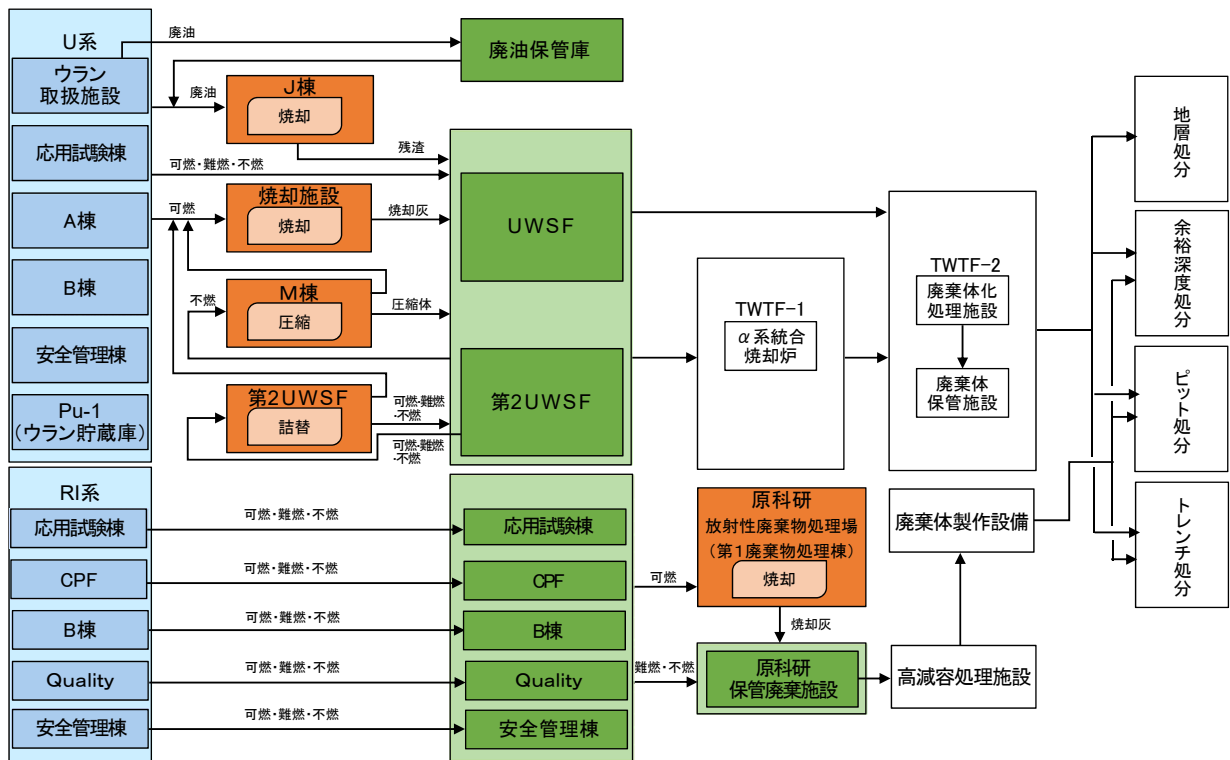 U系
ウラン
取扱施設
応用試験棟
A棟
B棟
安全管理棟
Pu-1
(ウラン貯蔵庫)
廃油
廃油保管庫
廃油
J棟
焼却
残渣
可燃・難燃・不燃
可燃
焼却施設
焼却
焼却灰
不燃
M棟
圧縮
圧縮体
第2UWSF
詰替
可燃・難燃
・不燃
可燃・難燃
・不燃
UWSF
第2UWSF
TWTF-1
α系統合
焼却炉
TWTF-2
廃棄体化
処理施設
廃棄体
保管施設
地層処分
余裕深度処分
ピット処分
トレンチ処分
RI系
応用試験棟
可燃・難燃・不燃
応用試験棟
CPF
可燃・難燃・不燃
CPF
B棟
可燃・難燃・不燃
B棟
Quality
可燃・難燃・不燃
Quality
安全管理棟
可燃・難燃・不燃
安全管理棟
可燃
原科研
放射性廃棄物処理場
(第1廃棄物処理棟)
焼却
焼却灰
難燃・不燃
原科研
保管廃棄施設
高減容処理施設
廃棄体製作設備